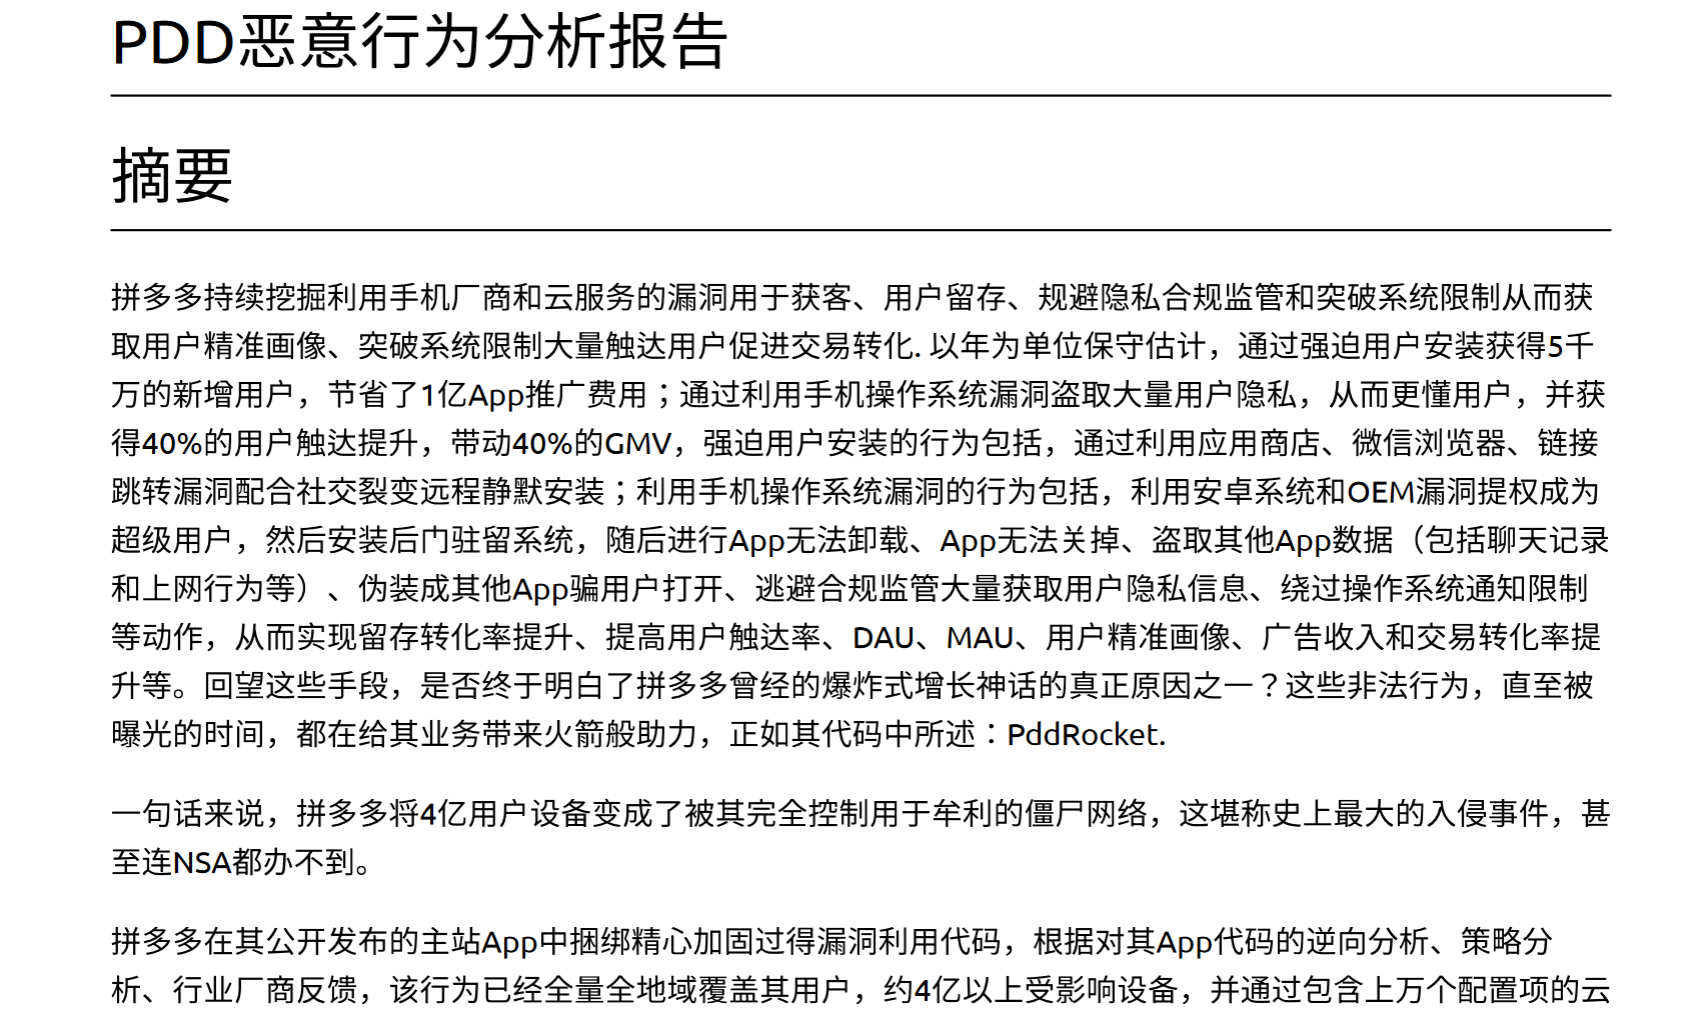 PDD恶意行为分析报告
摘要
拼多多持续挖掘利用手机厂商和云服务的漏洞用于获客、用户留存、规避隐私合规监管和突破系统限制从而获
取用户精准画像、突破系统限制大量触达用户促进交易转化. 以年为单位保守估计，通过强迫用户安装获得5千
万的新增用户，节省了1亿App推广费用；通过利用手机操作系统漏洞盗取大量用户隐私，从而更懂用户，并获
得40%的用户触达提升，带动40%的GMV，强迫用户安装的行为包括，通过利用应用商店、微信浏览器、链接
跳转漏洞配合社交裂变远程静默安装；利用手机操作系统漏洞的行为包括，利用安卓系统和OEM漏洞提权成为
超级用户，然后安装后门驻留系统，随后进行App无法卸载、App无法关掉、盗取其他App数据（包括聊天记录
和上网行为等）、伪装成其他App骗用户打开、逃避合规监管大量获取用户隐私信息、绕过操作系统通知限制
等动作，从而实现留存转化率提升、提高用户触达率、DAU、MAU、用户精准画像、广告收入和交易转化率提
升等。回望这些手段，是否终于明白了拼多多曾经的爆炸式增长神话的真正原因之一？这些非法行为，直至被
曝光的时间，都在给其业务带来火箭般助力，正如其代码中所述：PddRocket.
一句话来说，拼多多将4亿用户设备变成了被其完全控制用于牟利的僵尸网络，这堪称史上最大的入侵事件，甚
至连NSA都办不到。
拼多多在其公开发布的主站App中捆绑精心加固过得漏洞利用代码，根据对其App代码的逆向分析、策略分
析、行业厂商反馈，该行为已经全量全地域覆盖其用户，约4亿以上受影响设备，并通过包含上万个配置项的云